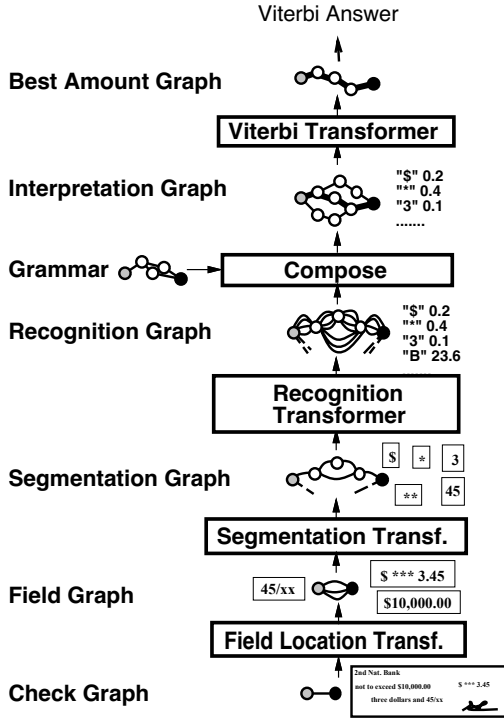 Viterbi Answer
Best Amount Graph
Viterbi Transformer
Interpretation Graph
"$" 0.2
"*" 0.4
"3" 0.1
.......
Grammar
Compose
Recognition Graph
"$" 0.2
"*" 0.4
"3" 0.1
"B" 23.6
.......
Recognition
Transformer
Segmentation Graph
$ * 3
** 45
Segmentation Transf.
Field Graph
45/xx
$ *** 3.45
$10,000.00
Field Location Transf.
Check Graph
2nd Nat. Bank
not to exceed $10,000.00 $ *** 3.45
three dollars and 45/xx